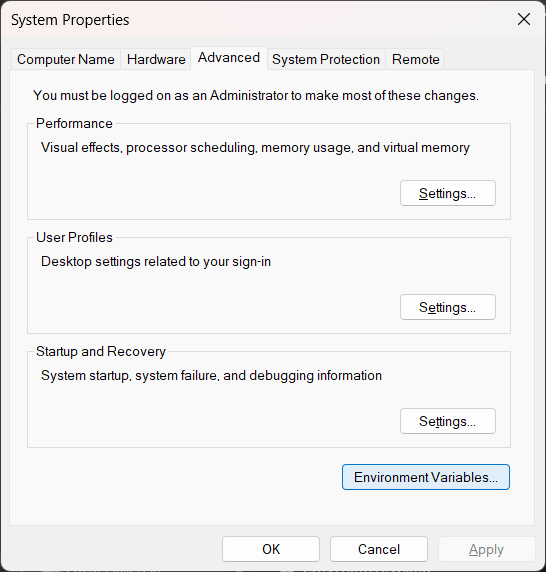 System Properties
Computer Name Hardware Advanced System Protection Remote
You must be logged on as an Administrator to make most of these changes.
Performance
Visual effects, processor scheduling, memory usage, and virtual memory
Settings...
User Profiles
Desktop settings related to your sign-in
Settings...
Startup and Recovery
System startup, system failure, and debugging information
Settings...
Environment Variables...
OK Cancel Apply